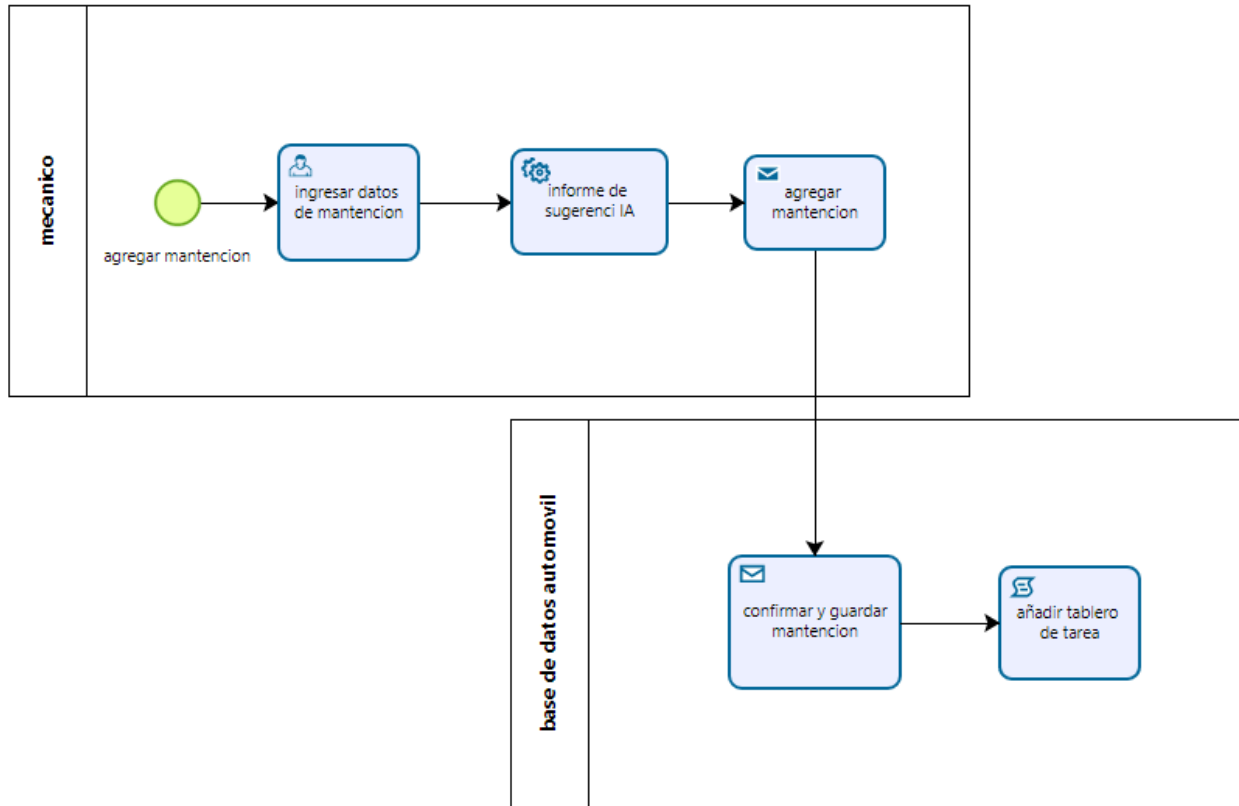 mecanico
agregar mantencion
ingresar datos
de mantencion
informe de
sugerenci IA
agregar
mantencion
base de datos automovil
confirmar y guardar
mantencion
añadir tablero
de tarea